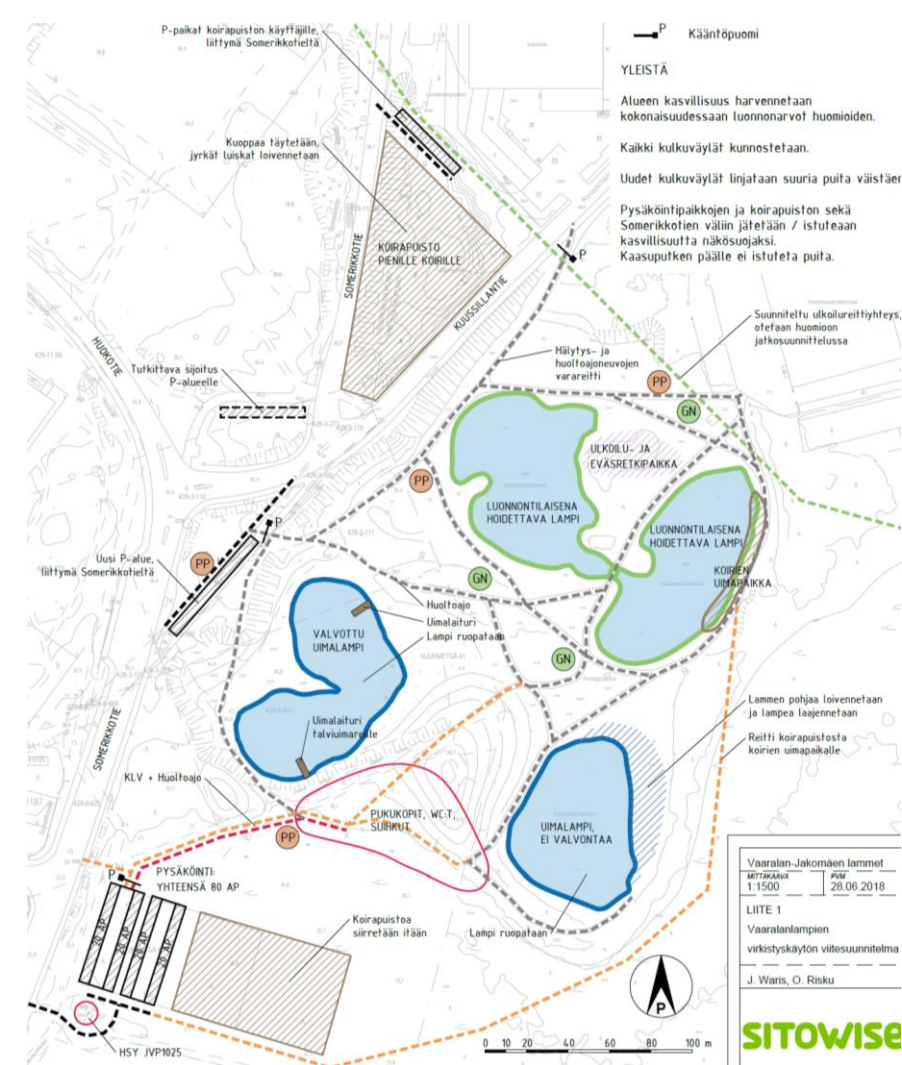 P-paikat koirapuiston käyttäjille,
liittymä Somerikkotieltä
P
Kääntöpuomi
YLEISTÄ
Alueen kasvillisuus harvennetaan
kokonaisuudessaan luonnonarvot huomioiden.
Kaikki kulkuväylät kunnostetaan.
Uudet kulkuväylät linjataan suuria puita väistäen
Pysäköintipaikkojen ja koirapuiston sekä
Somerikkotien väliin jätetään / istuteaan
kasvillisuutta näkösuojaksi.
Kaasuputken päälle ei istuteta puita.
Kuoppaa täytetään,
jyrkät luiskat loivennetaan
KOIRAPUISTO
PIENILLE KOIRILLE
SOMERIKKOTIE
KUUSSILLANTIE
P
HUOKOTIE
Suunniteltu ulkoilureittiyhteys,
otetaan huomioon
jatkosuunnittelussa
Hälytys- ja
huoltoajoneuvojen
varareitti
Tutkittava sijoitus
P-alueelle
PP
GN
ULKOILU- JA
EVÄSRETKIPAIKKA
PP
LUONNONTILAISENA
HOIDETTAVA LAMPI
LUONNONTILAISENA
HOIDETTAVA LAMPI
KOIRIEN
UIMAPAIKKA
P
Uusi P-alue,
liittymä Somerikkotieltä
PP
GN
Huoltoajo
Uimalaituri
Lampi ruopataan
VALVOTTU
UIMALAMPI
GN
Lammen pohjaa loivennetaan
ja lampea laajennetaan
Uimalaituri
talviuimareille
Reitti koirapuistosta
koirien uimapaikalle
SOMERIKKOTIE
KLV + Huoltoajo
PUKUKOPIT, WC:T,
SUIHKUT
UIMALAMPI,
EI VALVONTAA
PP
P
PYSÄKÖINTI:
YHTEENSÄ 80 AP
20 AP
20 AP
20 AP
20 AP
Koirapuistoa
siirretään itään
Lampi ruopataan
HSY JVP1025
P
0 10 20 40 60 80 100 m
Vaaralan-Jakomäen lammet
MITTAKAAVA
1:1500
PVM
28.06.2018
LIITE 1
Vaaralanlampien
virkistyskäytön viitesuunnitelma
J. Waris, O. Risku
SITOWISE